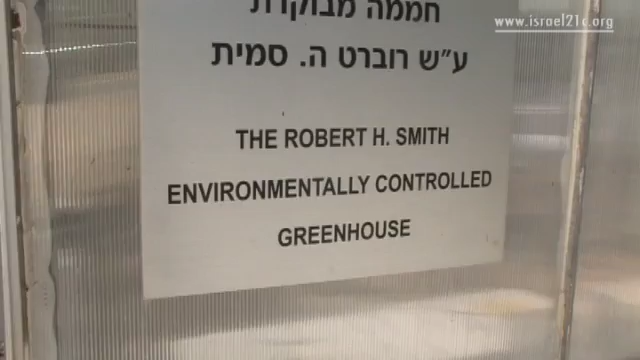 www.israel21c.org
חממה מבוקרת
ע״ש רוברט ה. סמית
THE ROBERT H. SMITH
ENVIRONMENTALLY CONTROLLED
GREENHOUSE